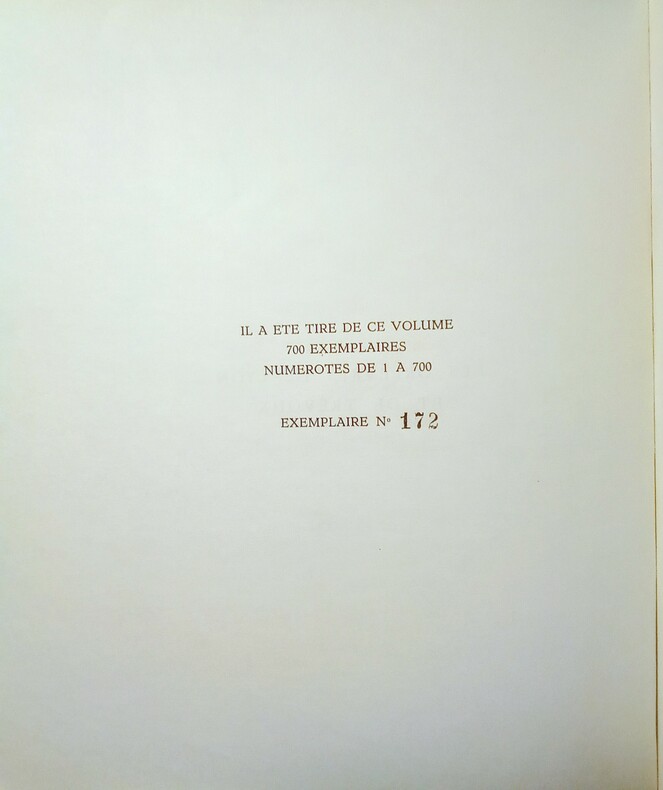 IL A ETE TIRE DE CE VOLUME
700 EXEMPLAIRES
NUMEROTES DE 1 A 700
EXEMPLAIRE Nº 172